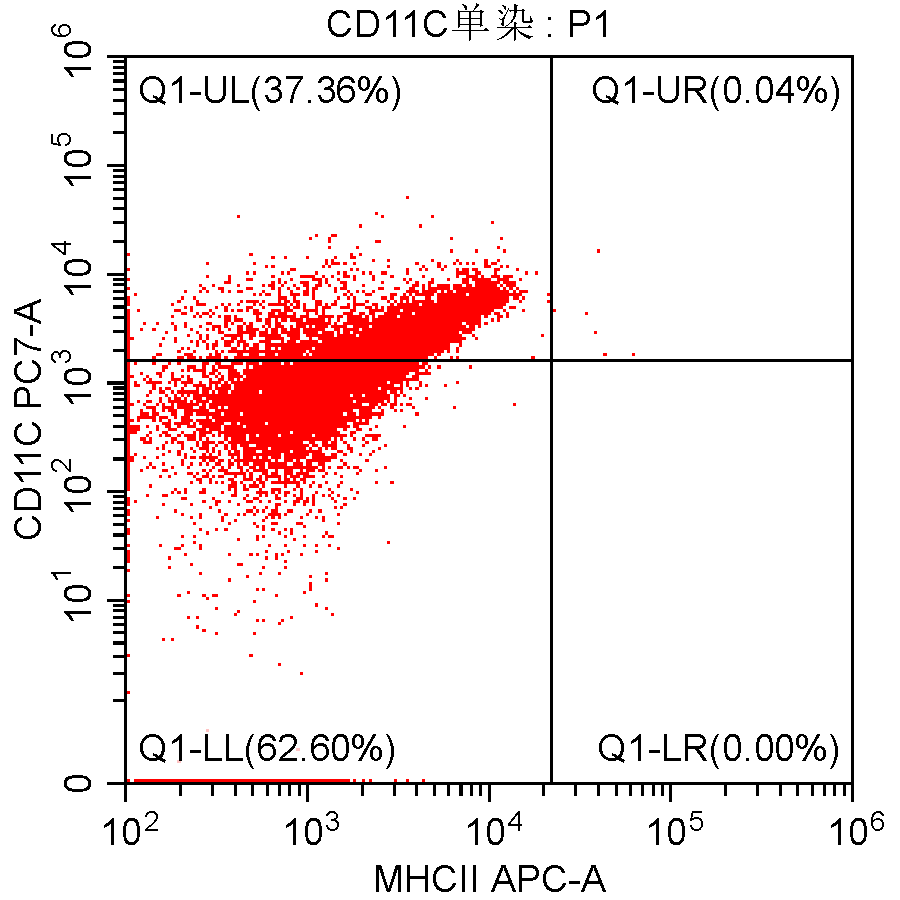 CD11C单染 : P1
Q1-UL(37.36%)
Q1-UR(0.04%)
10^6
10^5
10^4
10^3
10^2
10^1
0
CD11C PC7-A
Q1-LL(62.60%)
Q1-LR(0.00%)
10^2
10^3
10^4
10^5
10^6
MHCII APC-A